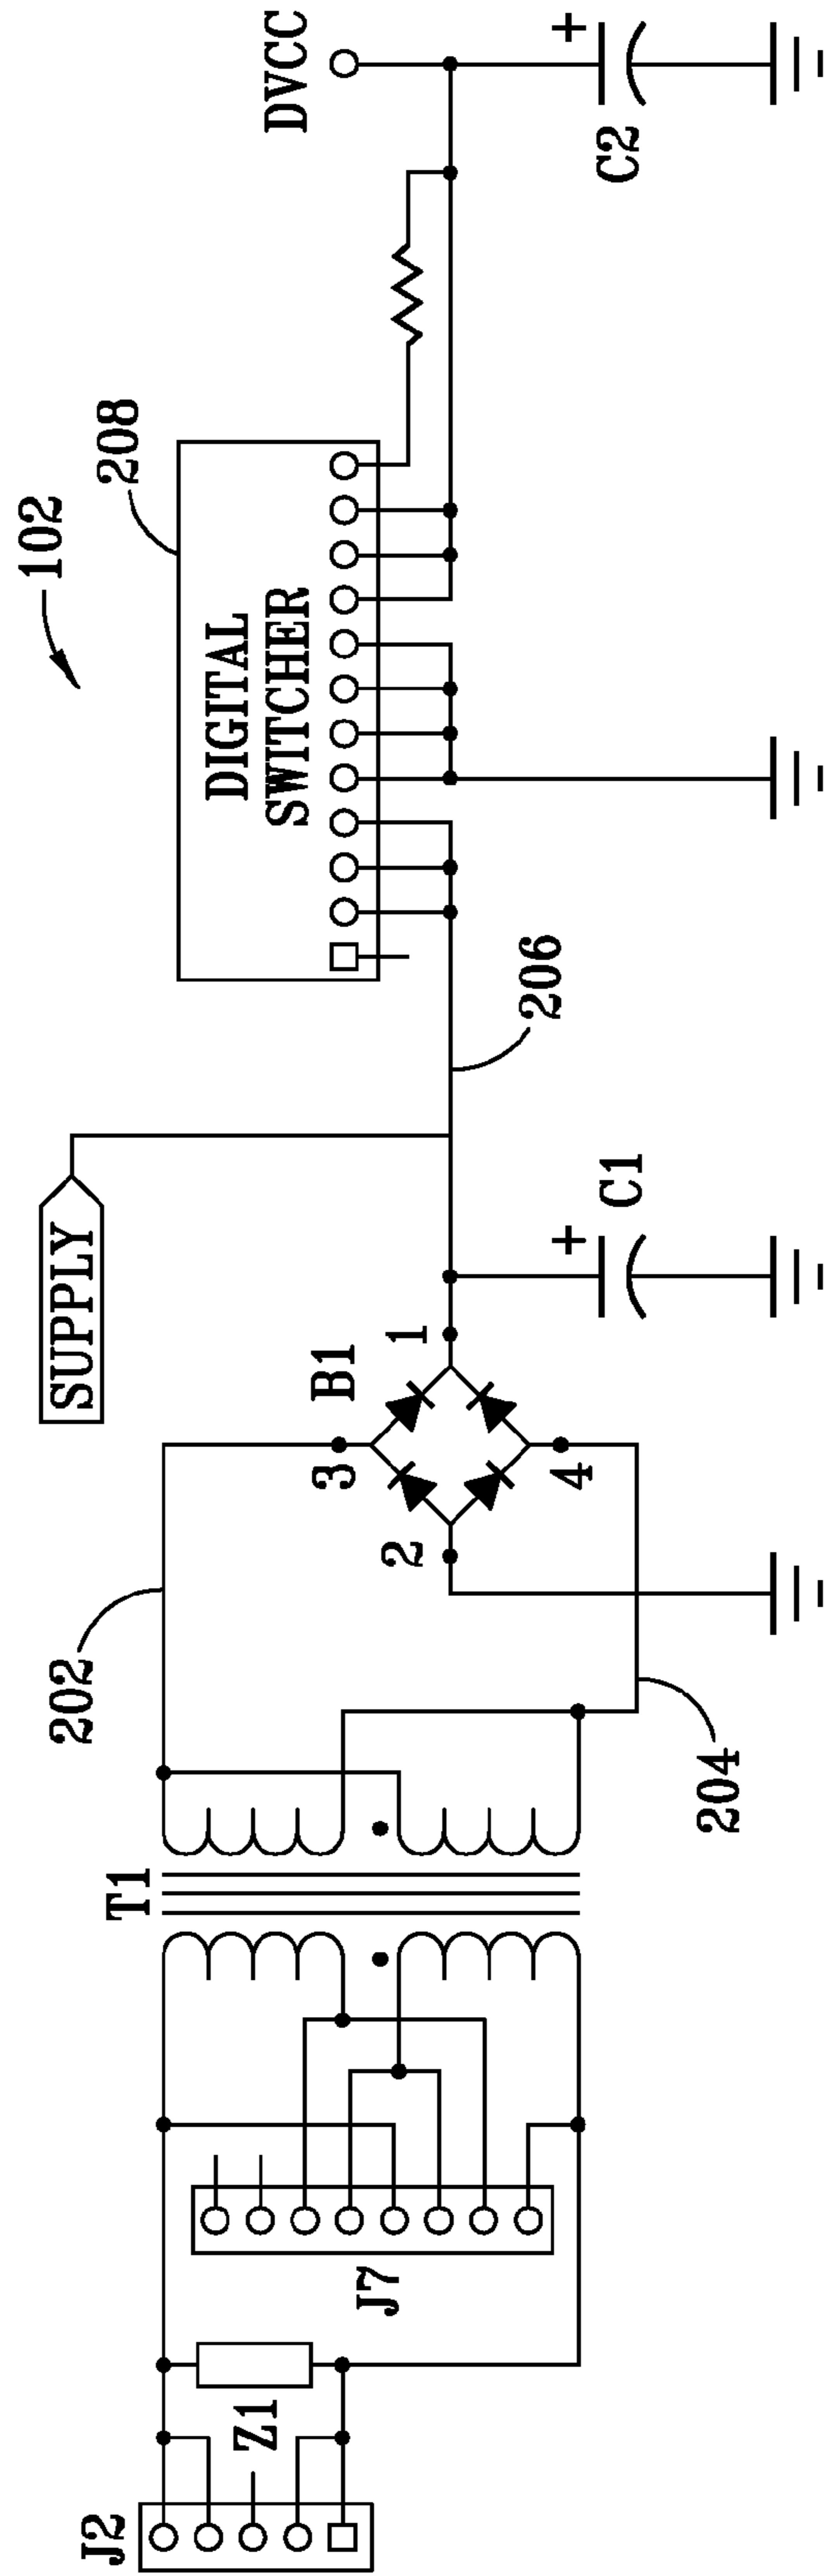 102
J2
Z1
J7
T1
202
204
3
B1
2
1
4
SUPPLY
C1
206
208
DIGITAL
SWITCHER
DVCC
+
C2
+